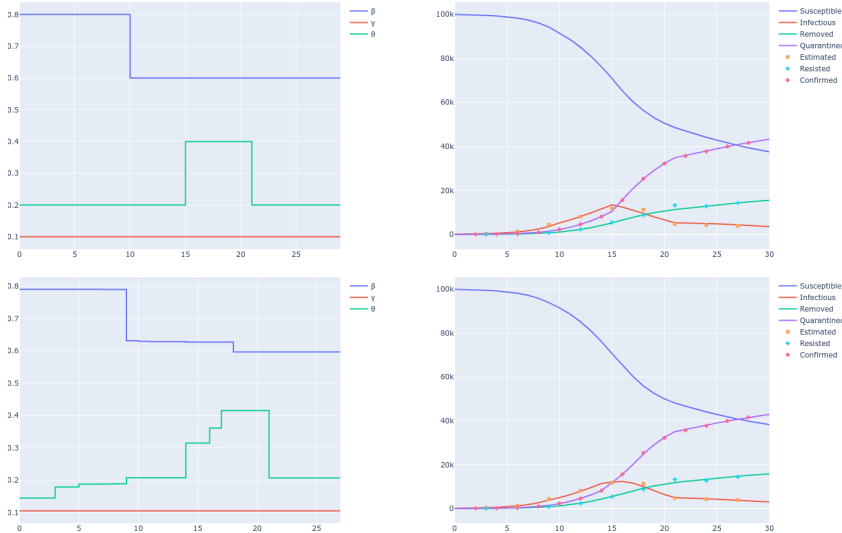 0.8
0.7
0.6
0.5
0.4
0.3
0.2
0.1
0 5 10 15 20 25
β
γ
θ
100k
80k
60k
40k
20k
0
0 5 10 15 20 25 30
Susceptible
Infectious
Removed
Quarantined
Estimated
Resisted
Confirmed
0.8
0.7
0.6
0.5
0.4
0.3
0.2
0.1
0 5 10 15 20 25
β
γ
θ
100k
80k
60k
40k
20k
0
0 5 10 15 20 25 30
Susceptible
Infectious
Removed
Quarantined
Estimated
Resisted
Confirmed